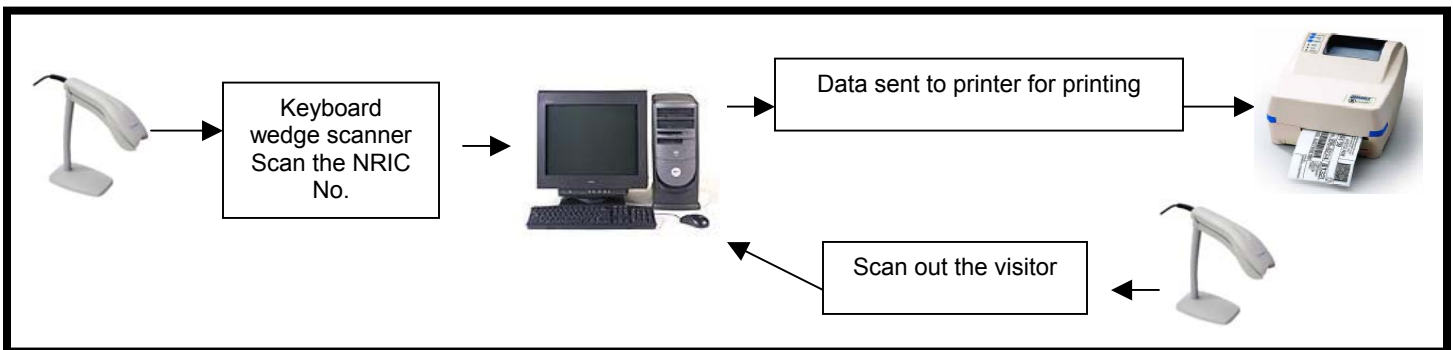 Keyboard
wedge scanner
Scan the NRIC
No.
Data sent to printer for printing
Scan out the visitor